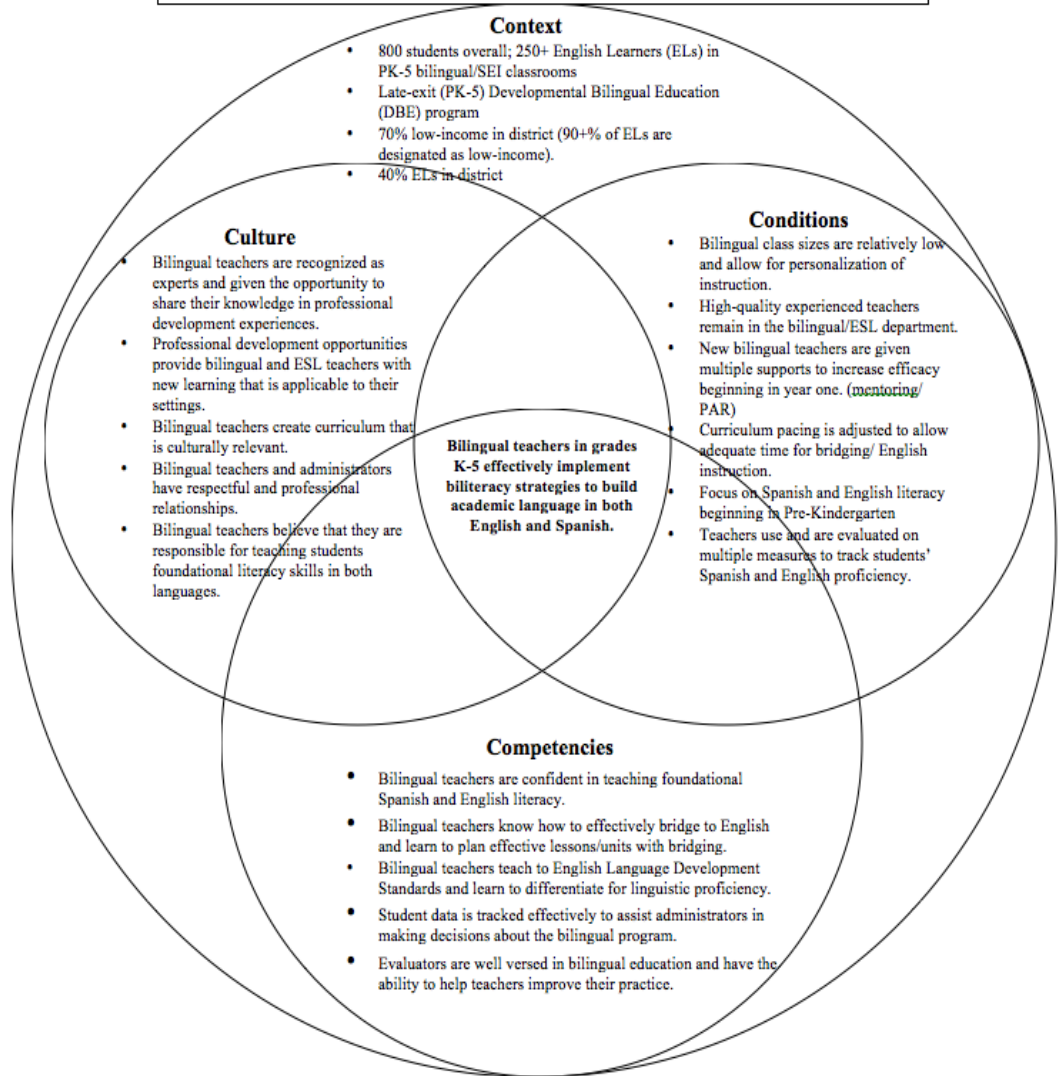 Context
• 800 students overall; 250+ English Learners (ELs) in
PK-5 bilingual/SEI classrooms
• Late-exit (PK-5) Developmental Bilingual Education
(DBE) program
• 70% low-income in district (90+% of ELs are
designated as low-income).
• 40% ELs in district
Culture
• Bilingual teachers are recognized as
experts and given the opportunity to
share their knowledge in professional
development experiences.
• Professional development opportunities
provide bilingual and ESL teachers with
new learning that is applicable to their
settings.
• Bilingual teachers create curriculum that
is culturally relevant.
• Bilingual teachers and administrators
have respectful and professional
relationships.
• Bilingual teachers believe that they are
responsible for teaching students
foundational literacy skills in both
languages.
Conditions
• Bilingual class sizes are relatively low
and allow for personalization of
instruction.
• High-quality experienced teachers
remain in the bilingual/ESL department.
• New bilingual teachers are given
multiple supports to increase efficacy
beginning in year one. (mentoring/
PAR)
• Curriculum pacing is adjusted to allow
adequate time for bridging/ English
instruction.
• Focus on Spanish and English literacy
beginning in Pre-Kindergarten
• Teachers use and are evaluated on
multiple measures to track students’
Spanish and English proficiency.
Bilingual teachers in grades
K-5 effectively implement
biliteracy strategies to build
academic language in both
English and Spanish.
Competencies
• Bilingual teachers are confident in teaching foundational
Spanish and English literacy.
• Bilingual teachers know how to effectively bridge to English
and learn to plan effective lessons/units with bridging.
• Bilingual teachers teach to English Language Development
Standards and learn to differentiate for linguistic proficiency.
• Student data is tracked effectively to assist administrators in
making decisions about the bilingual program.
• Evaluators are well versed in bilingual education and have the
ability to help teachers improve their practice.